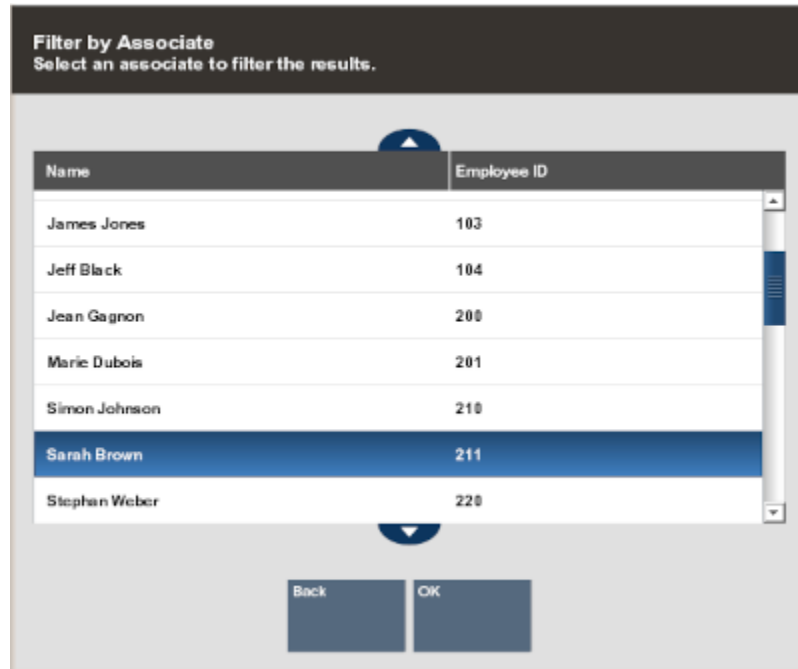 Filter by Associate
Select an associate to filter the results.
Name Employee ID
James Jones 103
Jeff Black 104
Jean Gagnon 200
Marie Dubois 201
Simon Johnson 210
Sarah Brown 211
Stephan Weber 220
Back OK